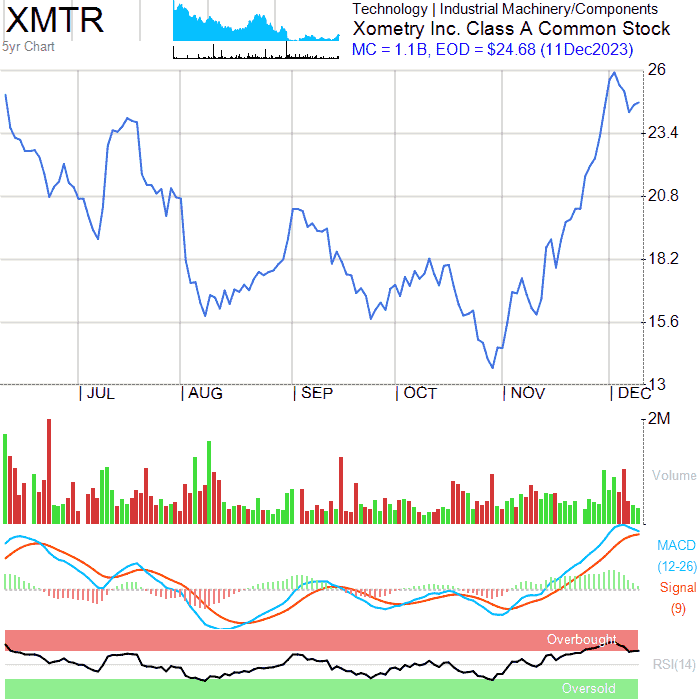 XMTR
5yr Chart
Technology | Industrial Machinery/Components
Xometry Inc. Class A Common Stock
MC = 1.1B, EOD = $24.68 (11Dec2023)
26
23.4
20.8
18.2
15.6
13
| JUL | AUG | SEP | OCT | NOV | DEC
2M
Volume
MACD
(12-26)
Signal
(9)
Overbought
RSI(14)
Oversold